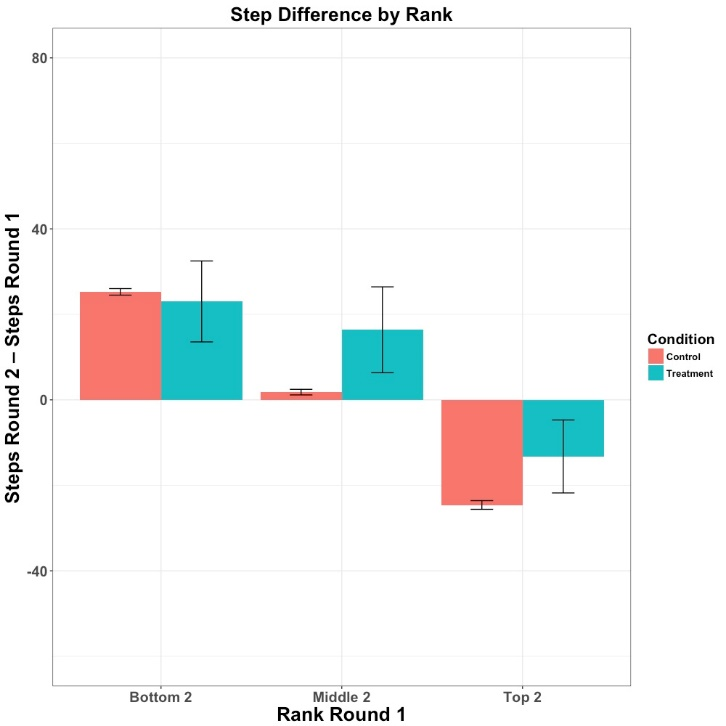 Step Difference by Rank
Steps Round 2 – Steps Round 1
80
40
0
-40
Bottom 2 Middle 2 Top 2
Rank Round 1
Condition
Control
Treatment